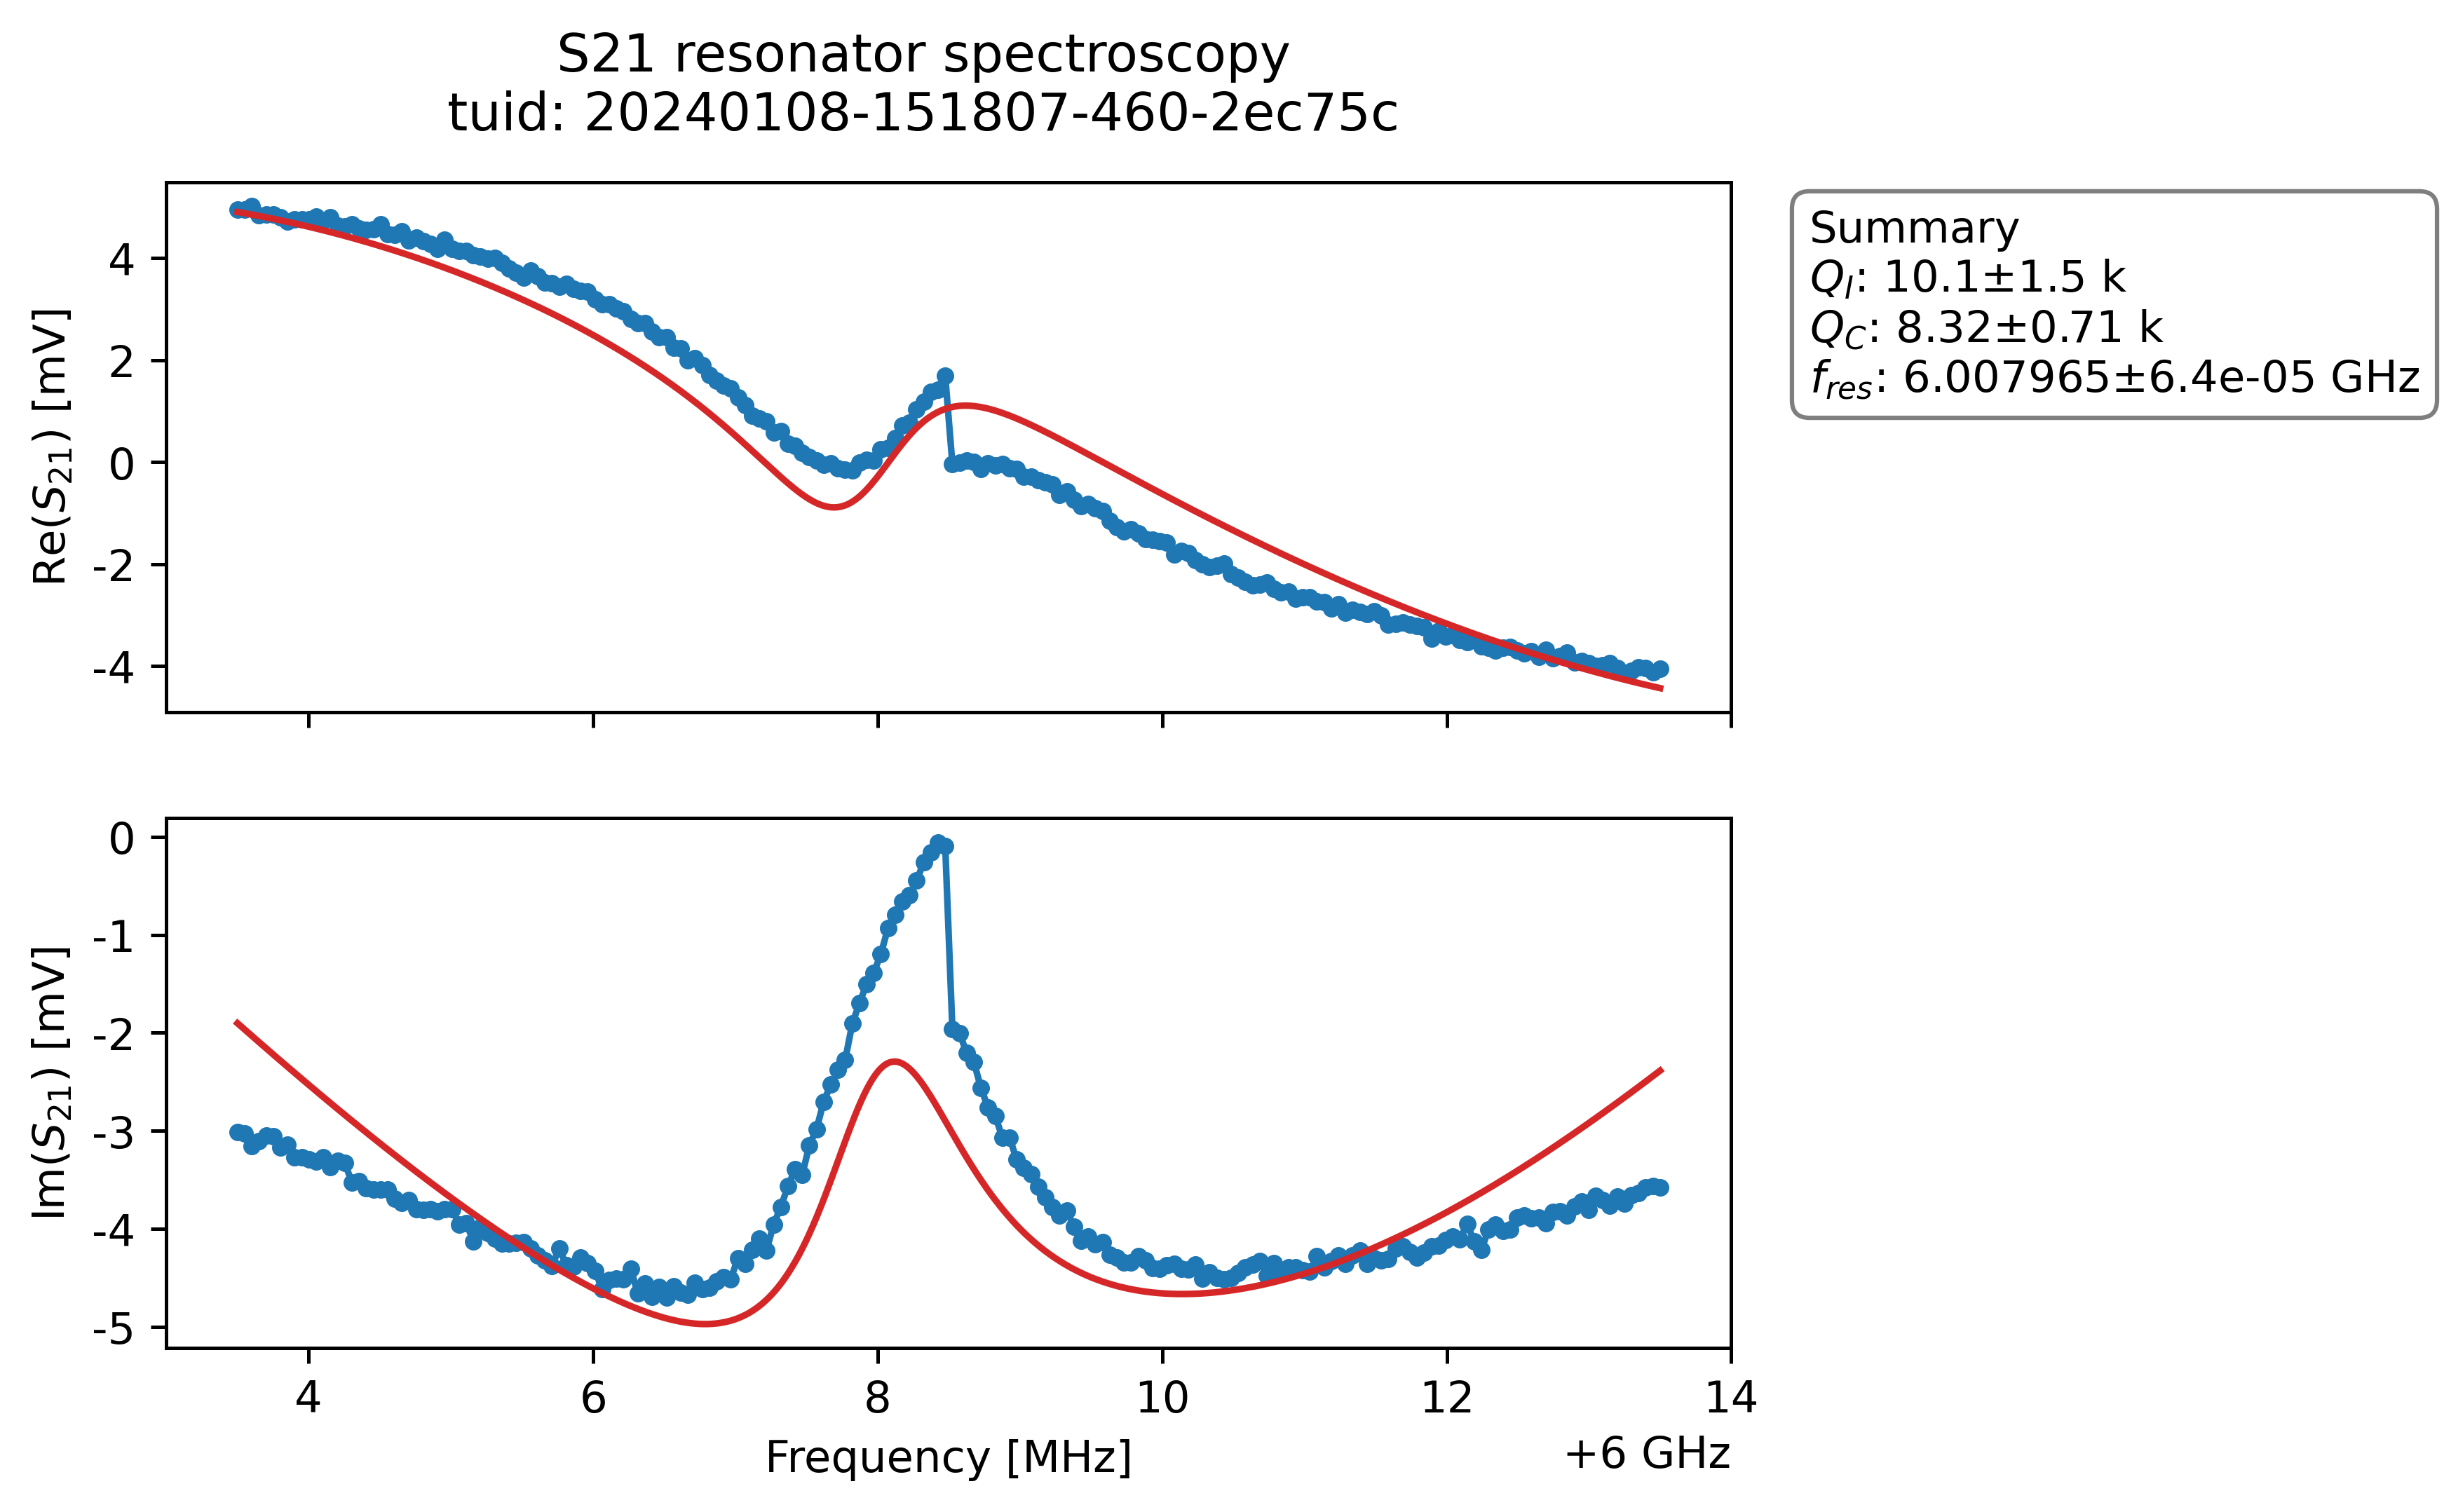 S21 resonator spectroscopy
tuid: 20240108-151807-460-2ec75c
Re(S₂₁) [mV]
4
2
0
-2
-4
Summary
Q_I: 10.1±1.5 k
Q_C: 8.32±0.71 k
f_res: 6.007965±6.4e-05 GHz
Im(S₂₁) [mV]
0
-1
-2
-3
-4
-5
4 6 8 10 12 14
Frequency [MHz]
+6 GHz